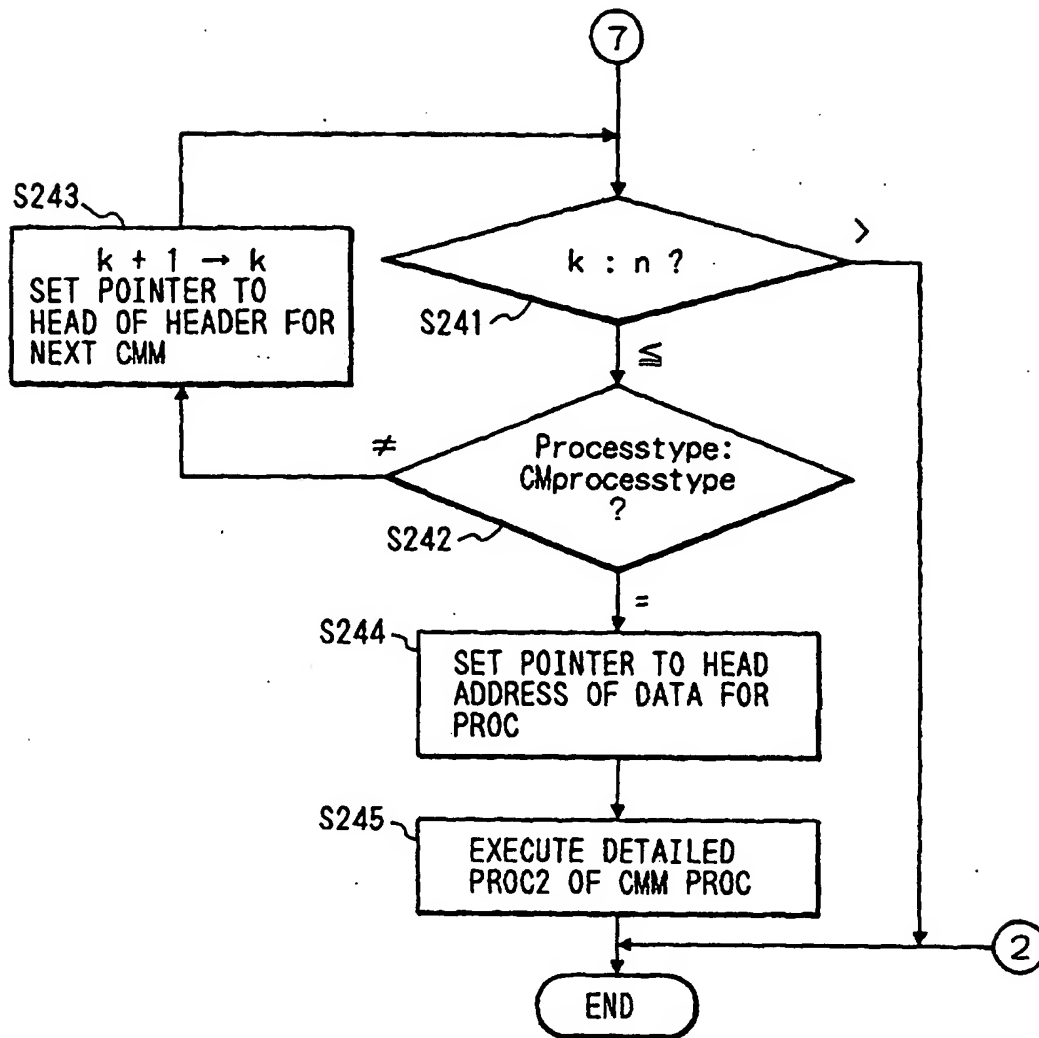 7
S243
k + 1 → k
SET POINTER TO
HEAD OF HEADER FOR
NEXT CMM
k : n ?
>
S241
≦
Processtype:
CMprocesstype
?
≠
S242
=
S244
SET POINTER TO HEAD
ADDRESS OF DATA FOR
PROC
S245
EXECUTE DETAILED
PROC2 OF CMM PROC
2
END